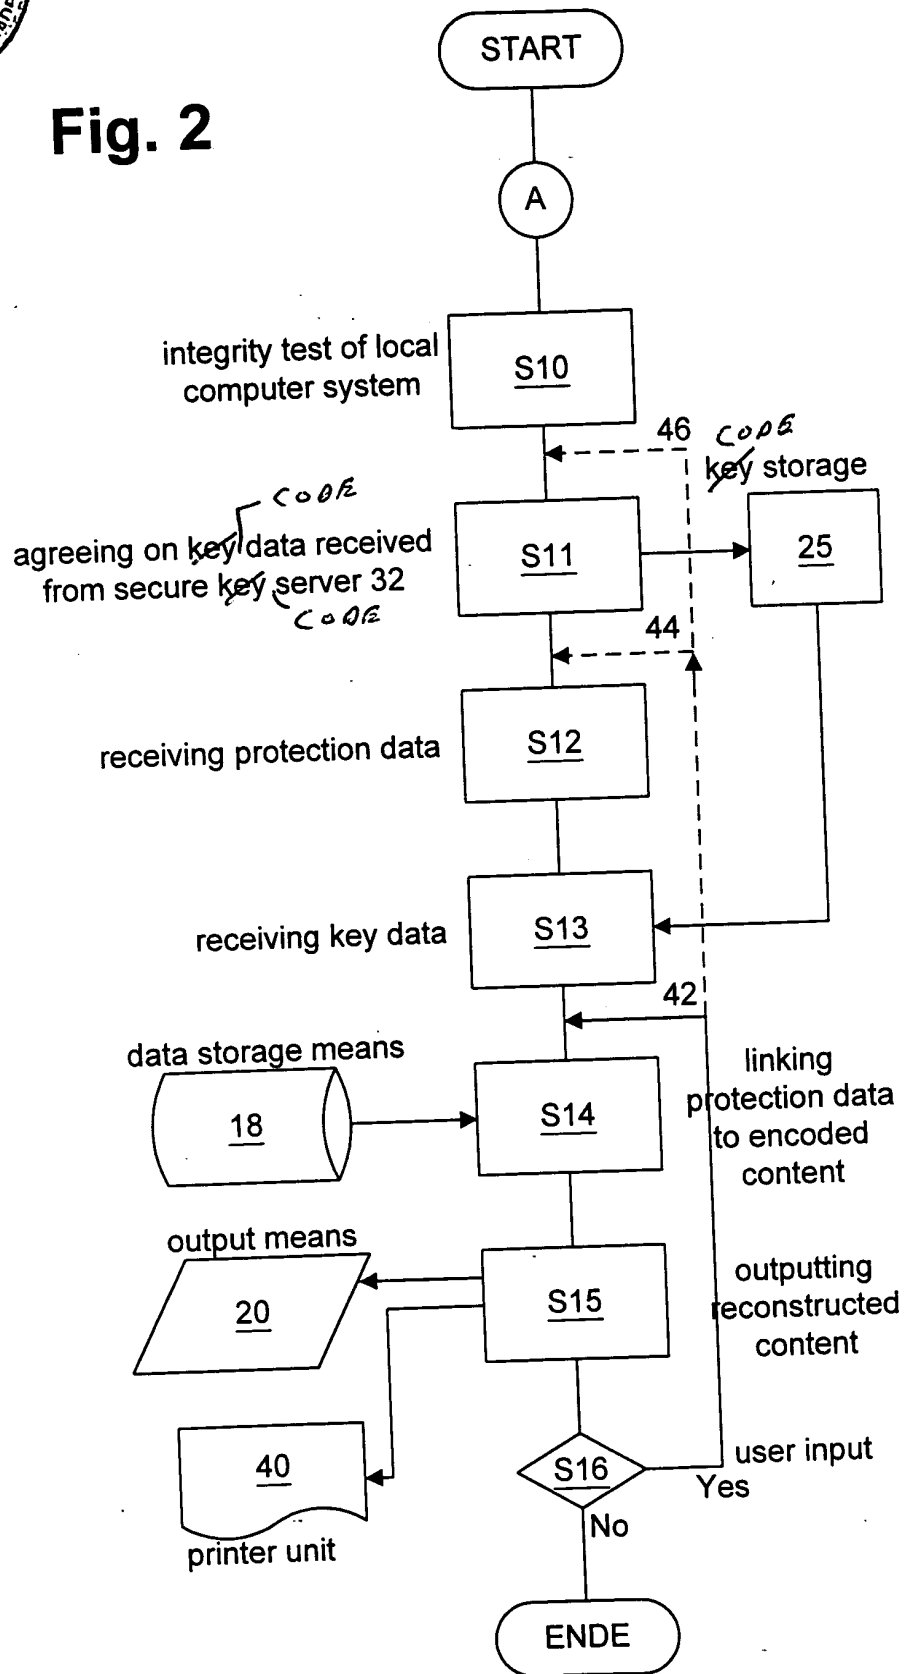 START
Fig. 2
A
integrity test of local
computer system
S10
46
CODE
key storage
CODE
agreeing on key data received
from secure key server 32
CODE
S11
25
44
receiving protection data
S12
receiving key data
S13
42
data storage means
18
S14
linking
protection data
to encoded
content
output means
20
S15
outputting
reconstructed
content
40
printer unit
S16
user input
Yes
No
ENDE